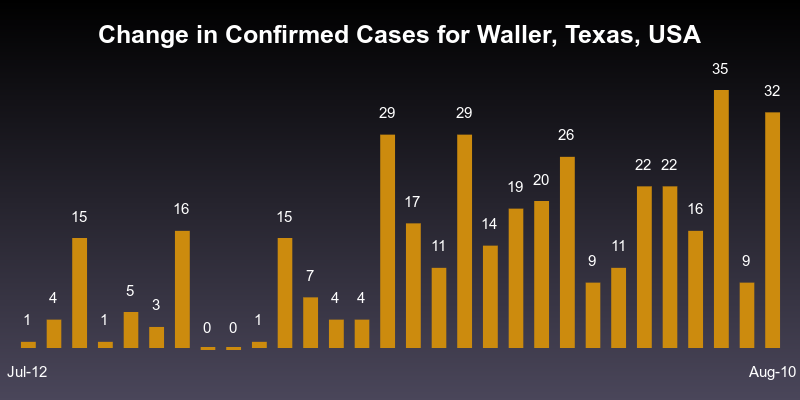 Change in Confirmed Cases for Waller, Texas, USA
1 4 15 1 5 3 16 0 0 1 15 7 4 4 29 17 11 29 14 19 20 26 9 11 22 22 16 35 9 32
Jul-12 Aug-10